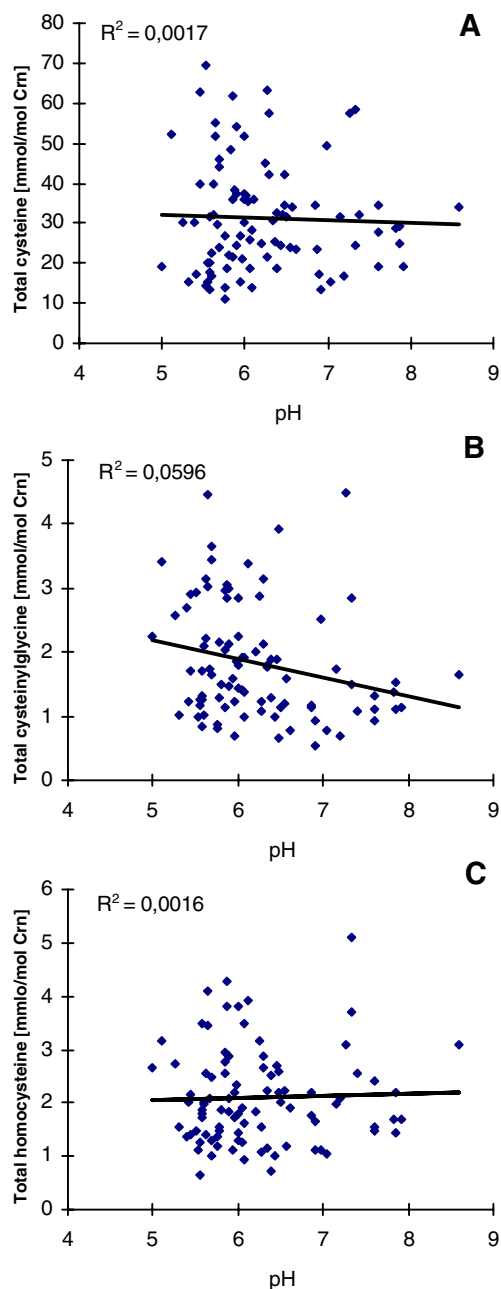 A
R² = 0,0017
Total cysteine [mmol/mol Crn]
80
70
60
50
40
30
20
10
0
4 5 6 7 8 9
pH
B
R² = 0,0596
Total cysteinylglycine [mmol/mol Crn]
5
4
3
2
1
0
4 5 6 7 8 9
pH
C
R² = 0,0016
Total homocysteine [mmlo/mol Crn]
6
5
4
3
2
1
0
4 5 6 7 8 9
pH